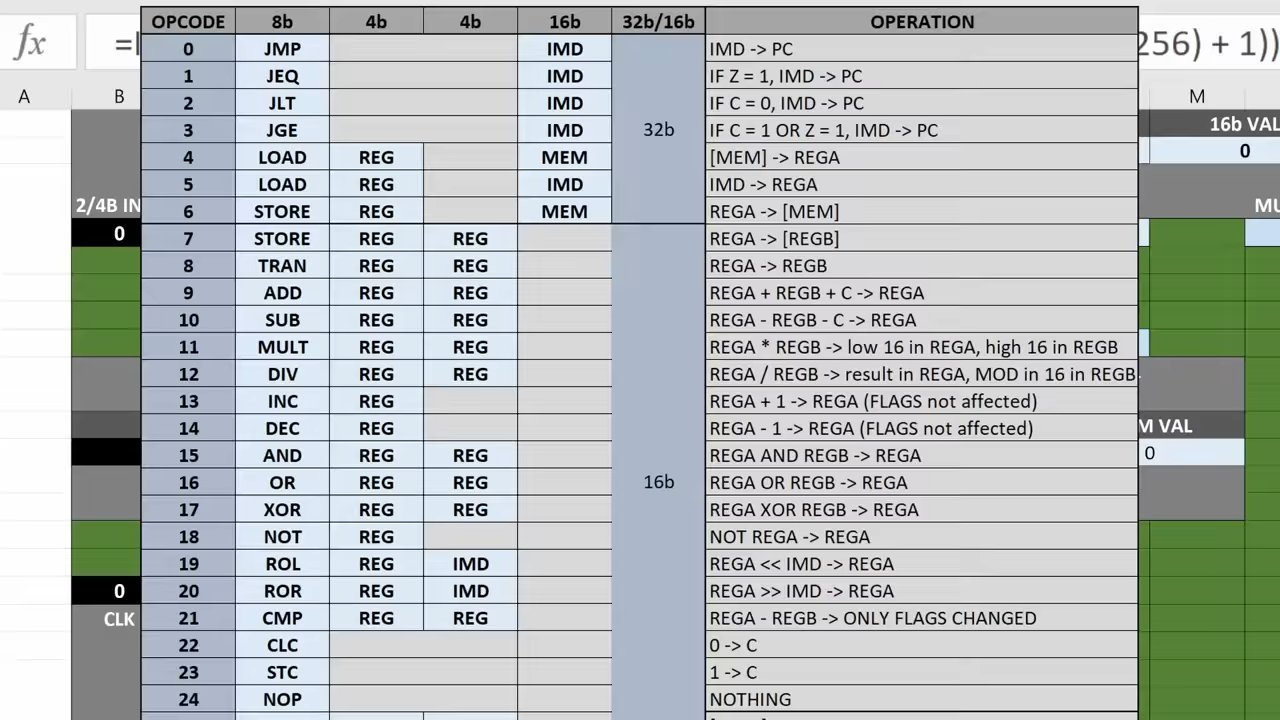 fx =I 256) + 1))
A B M
OPCODE 8b 4b 4b 16b 32b/16b OPERATION
0 JMP IMD IMD -> PC
1 JEQ IMD IF Z = 1, IMD -> PC
2 JLT IMD IF C = 0, IMD -> PC
3 JGE IMD IF C = 1 OR Z = 1, IMD -> PC
32b
4 LOAD REG MEM [MEM] -> REGA
5 LOAD REG IMD IMD -> REGA
6 STORE REG MEM REGA -> [MEM]
7 STORE REG REG REGA -> [REGB]
8 TRAN REG REG REGA -> REGB
9 ADD REG REG REGA + REGB + C -> REGA
10 SUB REG REG REGA - REGB - C -> REGA
11 MULT REG REG REGA * REGB -> low 16 in REGA, high 16 in REGB
12 DIV REG REG REGA / REGB -> result in REGA, MOD in 16 in REGB
13 INC REG REGA + 1 -> REGA (FLAGS not affected)
14 DEC REG REGA - 1 -> REGA (FLAGS not affected)
15 AND REG REG REGA AND REGB -> REGA
16 OR REG REG 16b REGA OR REGB -> REGA
17 XOR REG REG REGA XOR REGB -> REGA
18 NOT REG NOT REGA -> REGA
19 ROL REG IMD REGA << IMD -> REGA
20 ROR REG IMD REGA >> IMD -> REGA
21 CMP REG REG REGA - REGB -> ONLY FLAGS CHANGED
22 CLC 0 -> C
23 STC 1 -> C
24 NOP NOTHING
2/4B IN
0
0
CLK
16b VAL
0
MU
M VAL
0